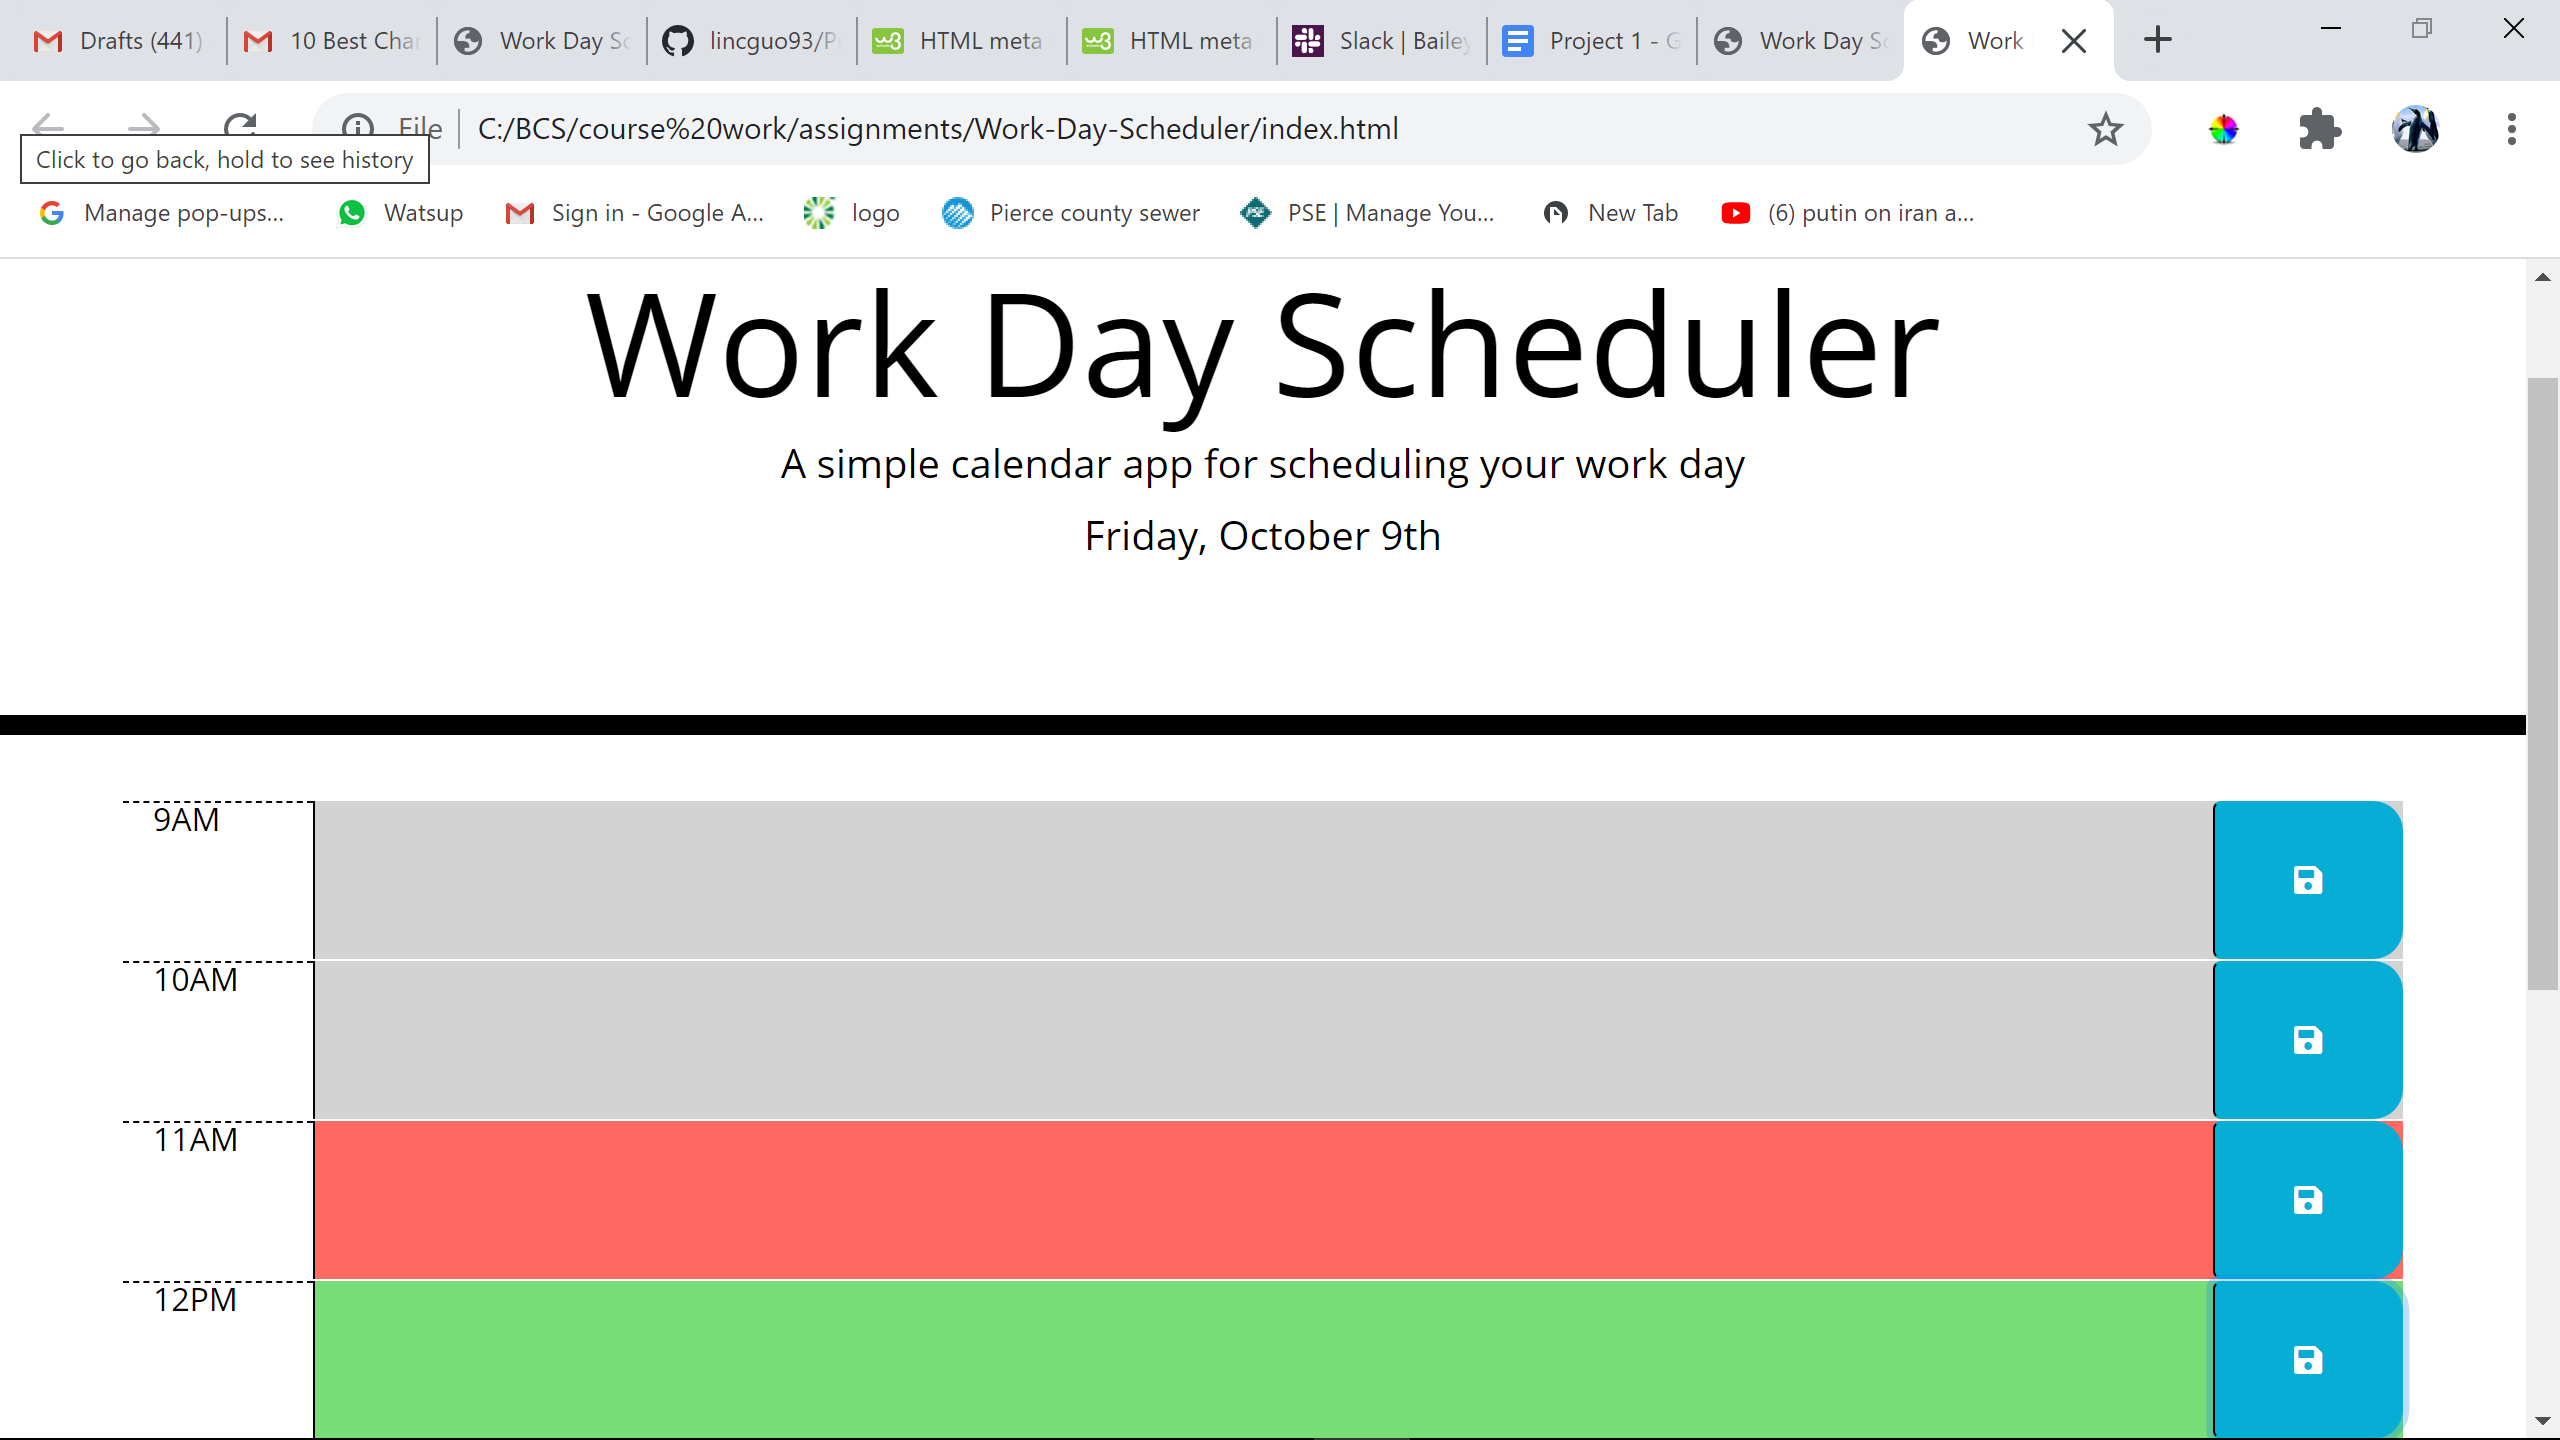 Drafts (441)
10 Best Cha
Work Day Sc
lincguo93/P
HTML meta
HTML meta
Slack | Bailey
Project 1 - G
Work Day Sc
Work
File
C:/BCS/course%20work/assignments/Work-Day-Scheduler/index.html
Click to go back, hold to see history
Manage pop-ups...
Watsup
Sign in - Google A...
logo
Pierce county sewer
PSE | Manage You...
New Tab
(6) putin on iran a...
Work Day Scheduler
A simple calendar app for scheduling your work day
Friday, October 9th
9AM
10AM
11AM
12PM